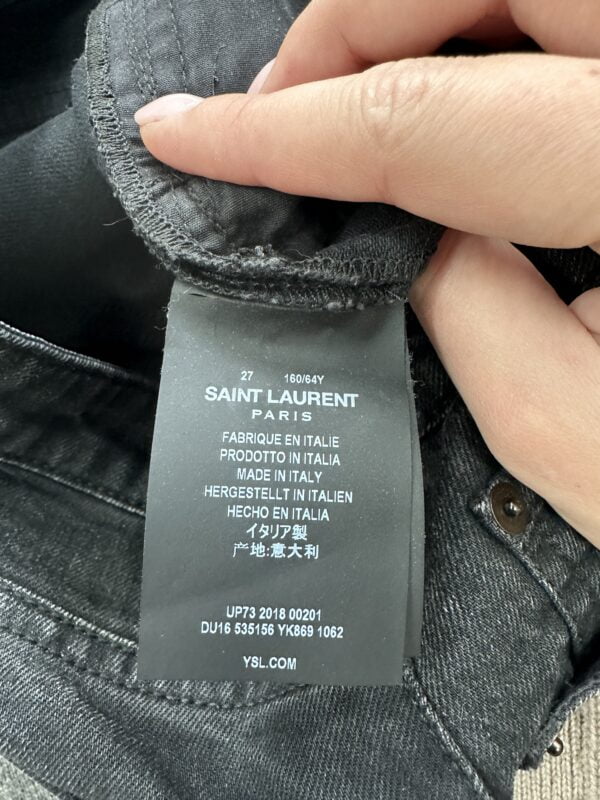 27 160/64Y
SAINT LAURENT
PARIS
FABRIQUE EN ITALIE
PRODOTTO IN ITALIA
MADE IN ITALY
HERGESTELLT IN ITALIEN
HECHO EN ITALIA
イタリア製
产地:意大利
UP73 2018 00201
DU16 535156 YK869 1062
YSL.COM